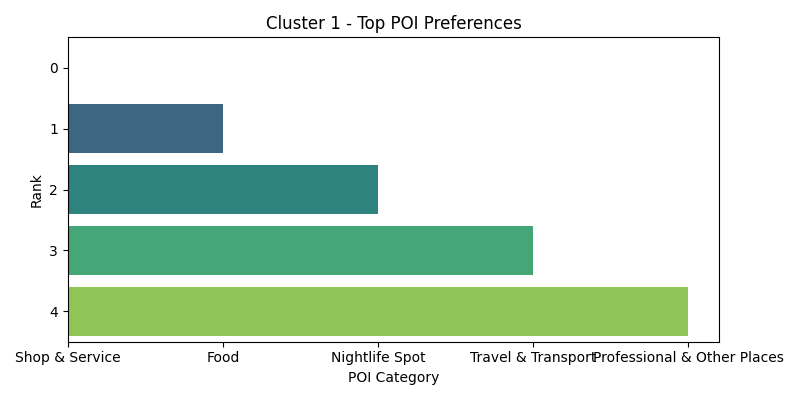 Cluster 1 - Top POI Preferences
0
1
2
3
4
Rank
Shop & Service
Food
Nightlife Spot
Travel & Transport
Professional & Other Places
POI Category